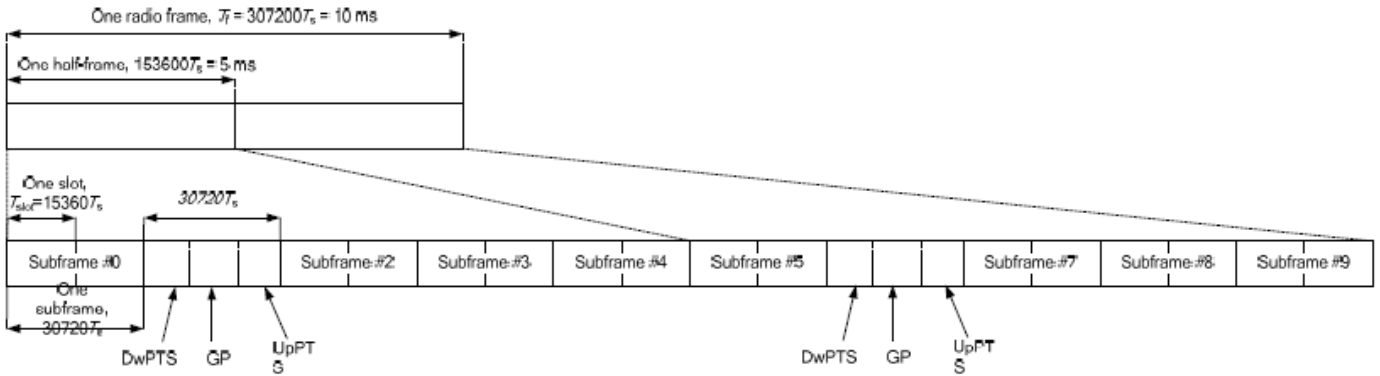 One radio frame, Tf = 307200Ts = 10 ms
One half-frame, 153600Ts = 5 ms
One slot,
Tslot=15360Ts
30720Ts
Subframe #0
Subframe #2
Subframe #3
Subframe #4
Subframe #5
Subframe #7
Subframe #8
Subframe #9
One
subframe,
30720Ts
DwPTS
GP
UpPT
S
DwPTS
GP
UpPT
S